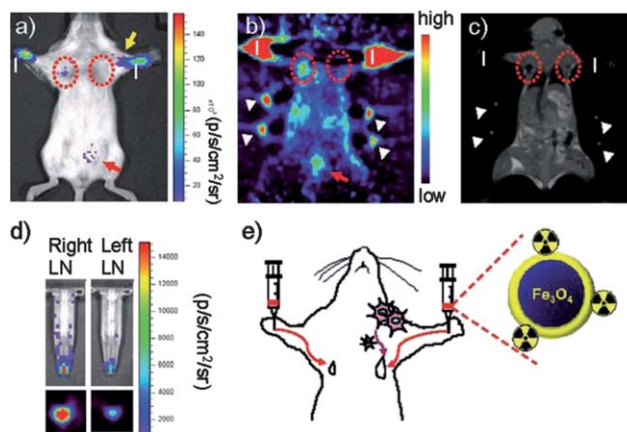 a)
I
I
140
120
100
80
60
40
(p/s/cm²/sr)
b)
I
I
high
low
c)
I
I
d)
Right Left
LN LN
14000
12000
10000
8000
6000
4000
2000
(p/s/cm²/sr)
e)
Fe₃O₄